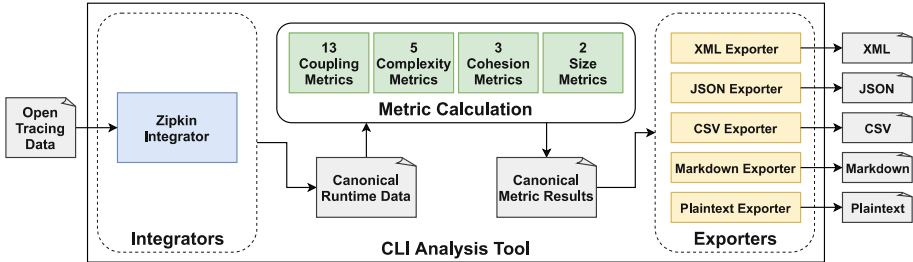 Open
Tracing
Data
Zipkin
Integrator
Integrators
13
Coupling
Metrics
5
Complexity
Metrics
3
Cohesion
Metrics
2
Size
Metrics
Metric Calculation
Canonical
Runtime Data
Canonical
Metric Results
CLI Analysis Tool
XML Exporter
JSON Exporter
CSV Exporter
Markdown Exporter
Plaintext Exporter
Exporters
XML
JSON
CSV
Markdown
Plaintext